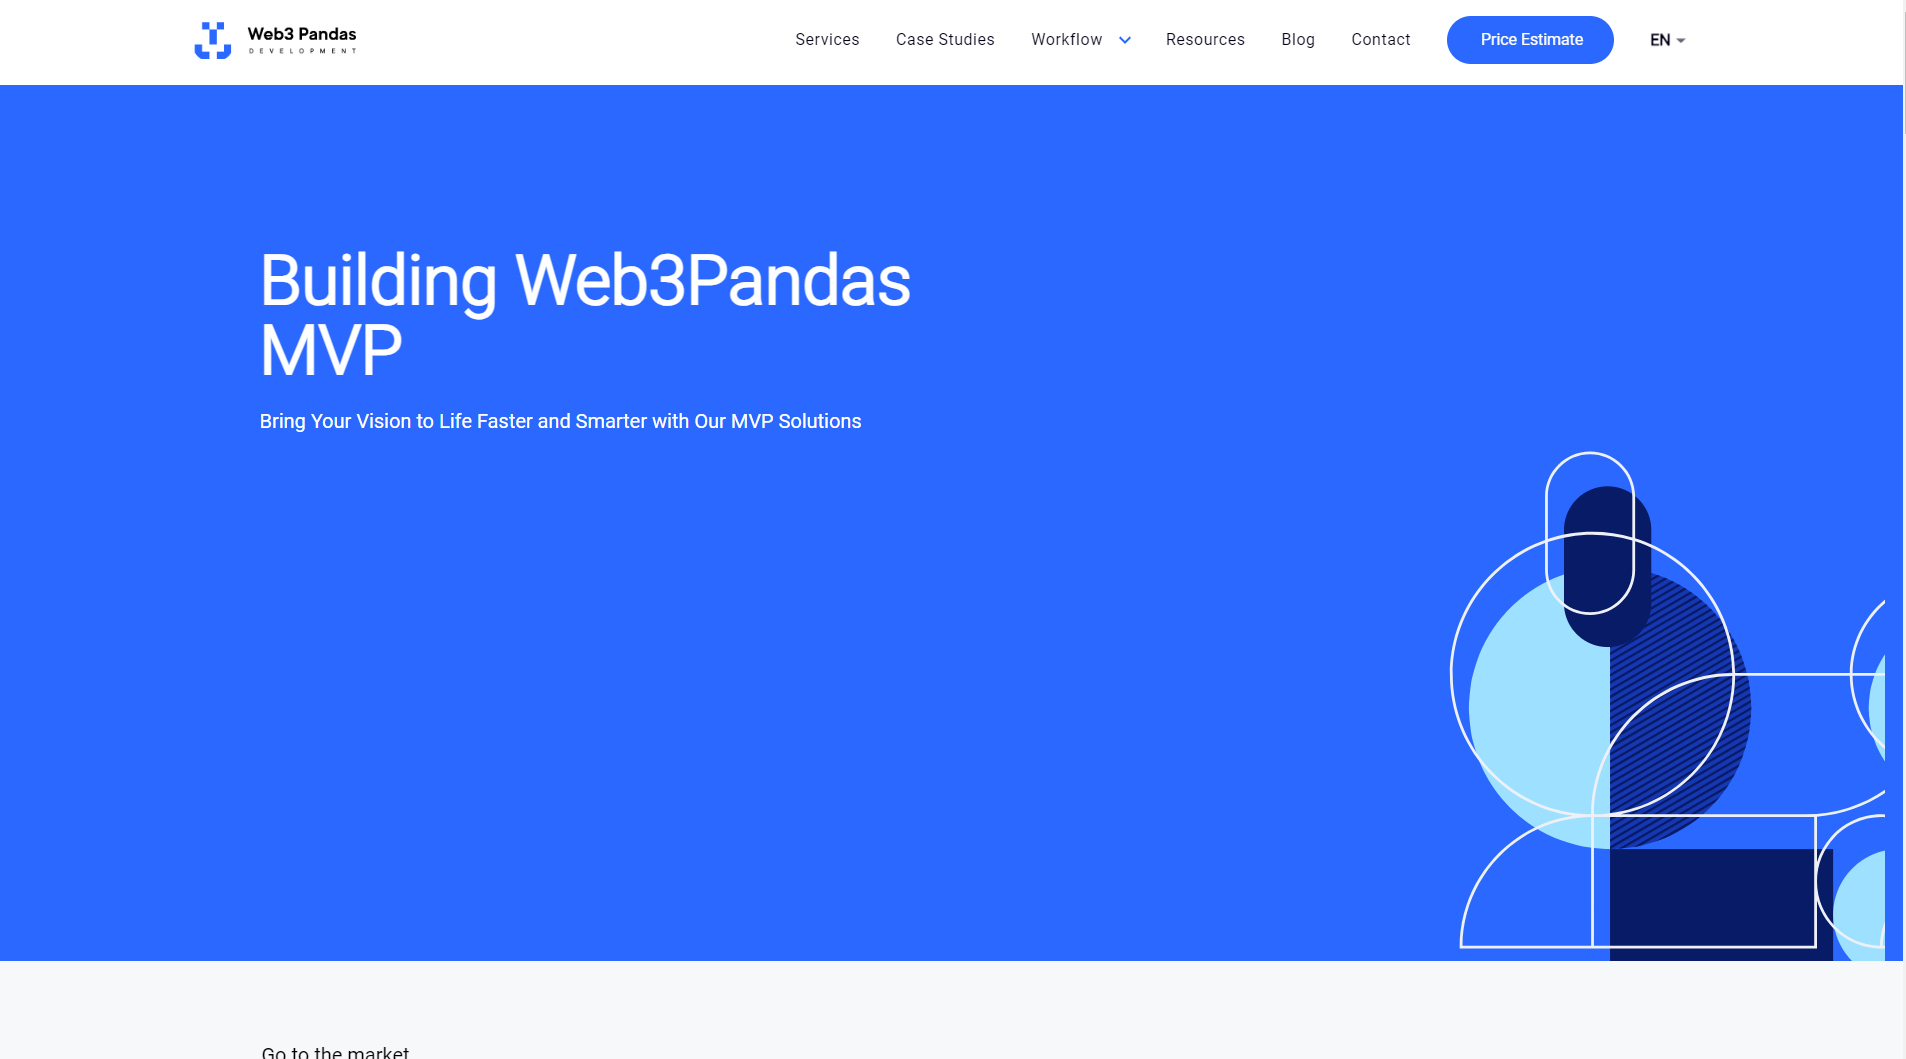 Web3 Pandas
DEVELOPMENT
Services
Case Studies
Workflow
Resources
Blog
Contact
Price Estimate
EN
Building Web3Pandas
MVP
Bring Your Vision to Life Faster and Smarter with Our MVP Solutions
Go to the market